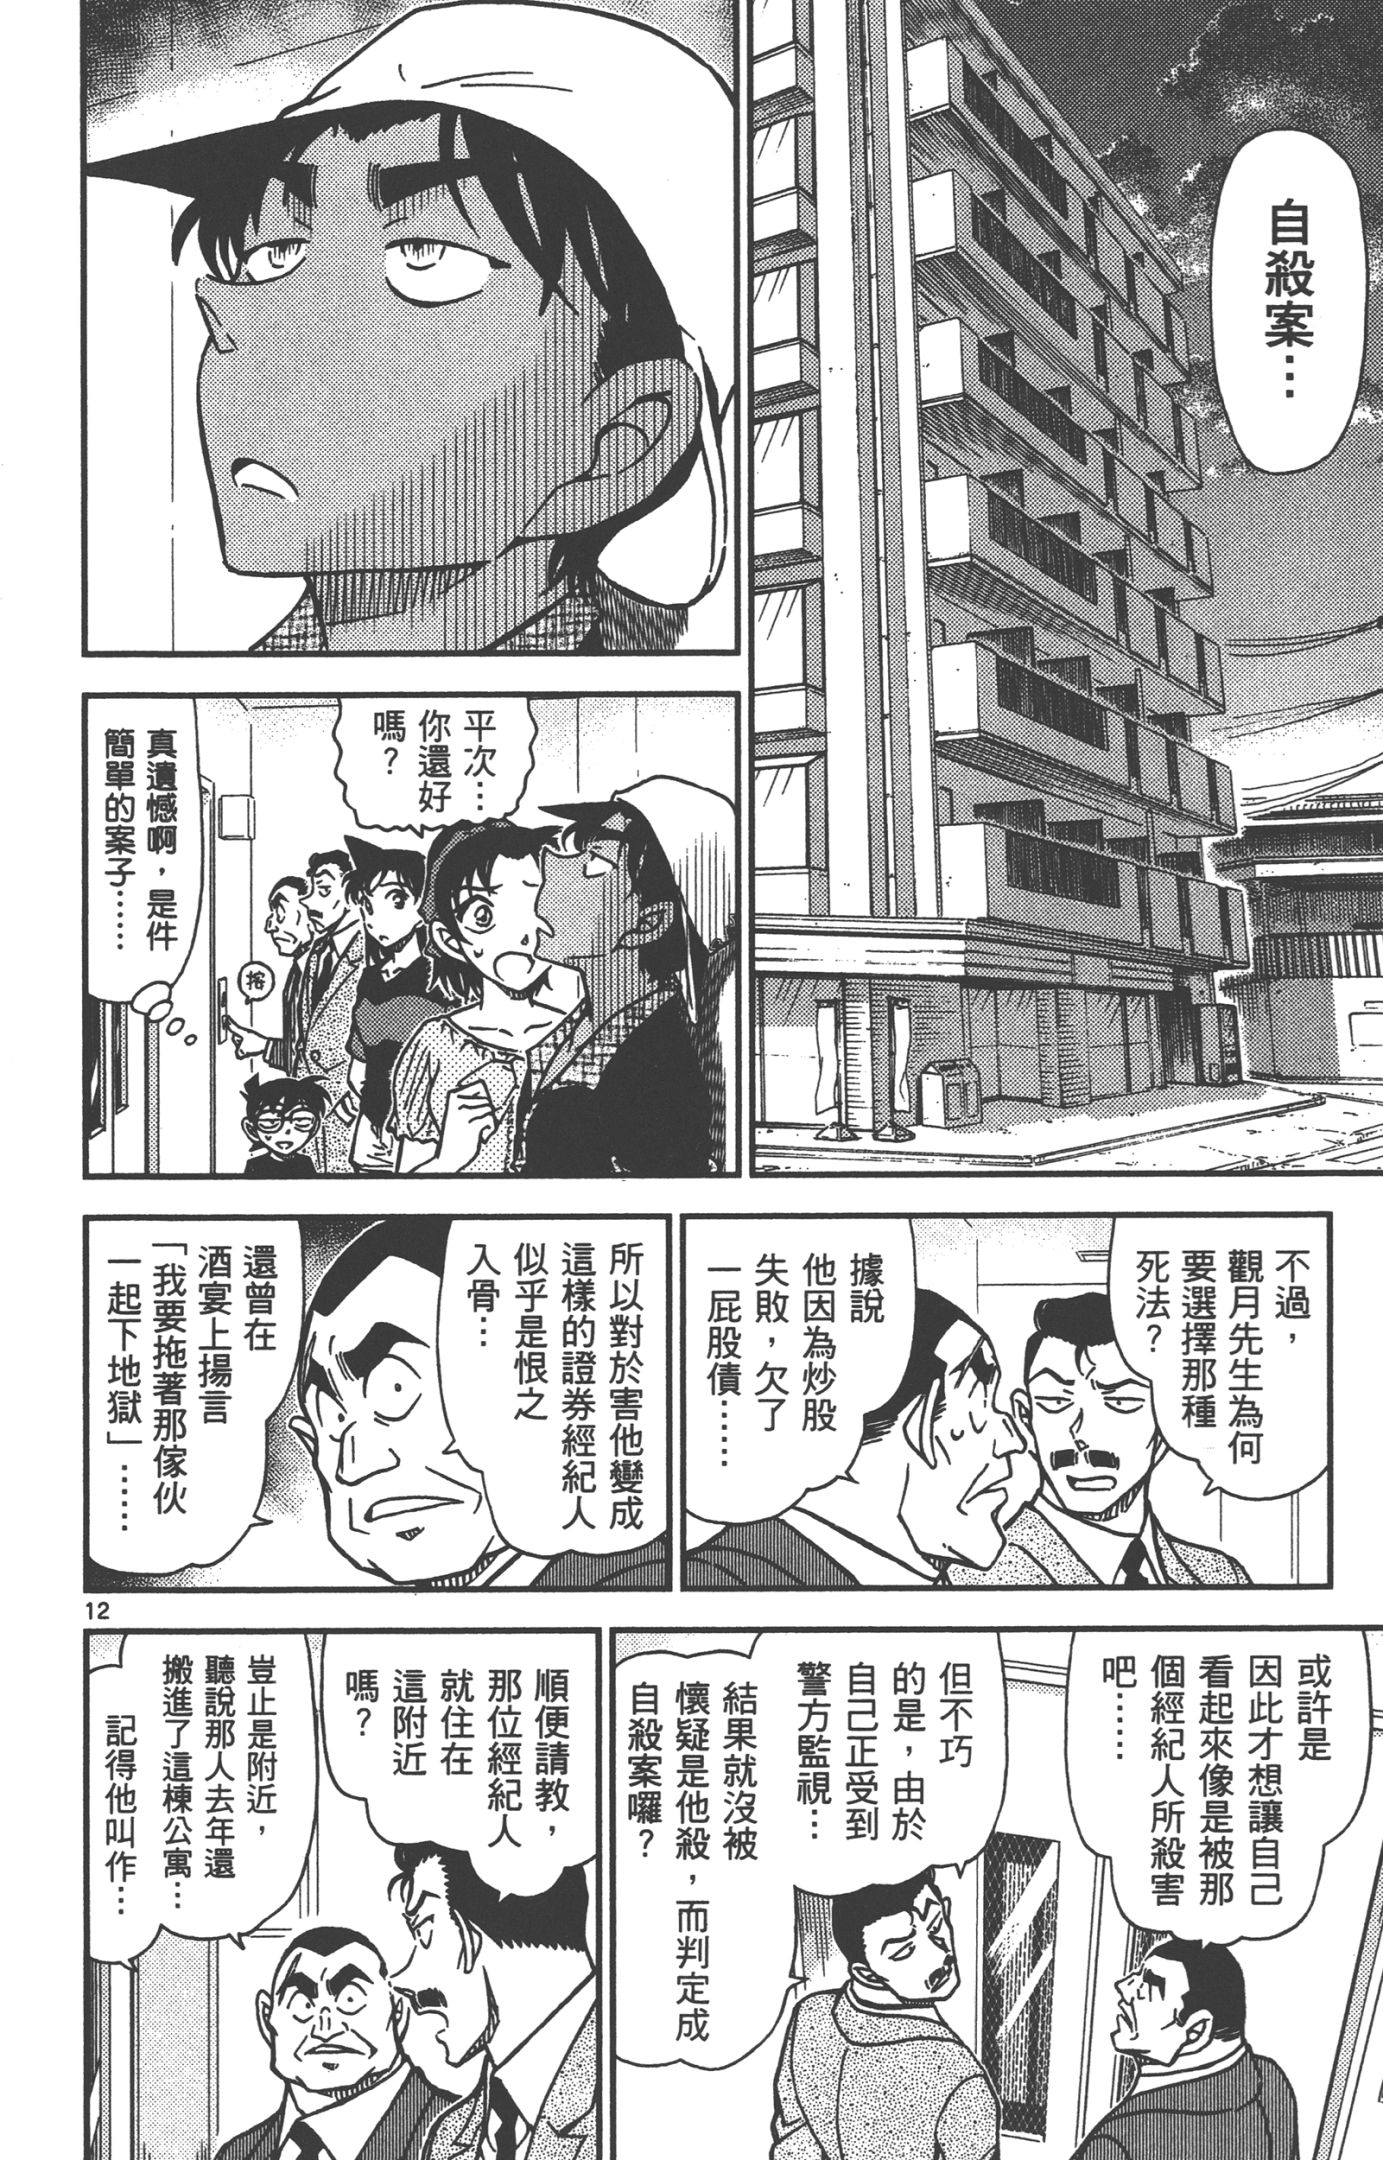 自殺案…
平次…
你還好
嗎？
真遺憾啊，是件
簡單的案子……
不過，
觀月先生為何
要選擇那種
死法？
據說
他因為炒股
失敗，欠了
一屁股債……
所以對於害他變成
這樣的證券經紀人
似乎是恨之
入骨…
還曾在
酒宴上揚言
「我要拖著那傢伙
一起下地獄」……
12
或許是
因此才想讓自己
看起來像是被那
個經紀人所殺害
吧……
但不巧
的是，由於
自己正受到
警方監視…
結果就沒被
懷疑是他殺，而判定成
自殺案囉？
順便請教，
那位經紀人
就住在
這附近
嗎？
豈止是附近，
聽說那人去年還
搬進了這棟公寓…
記得他叫作…